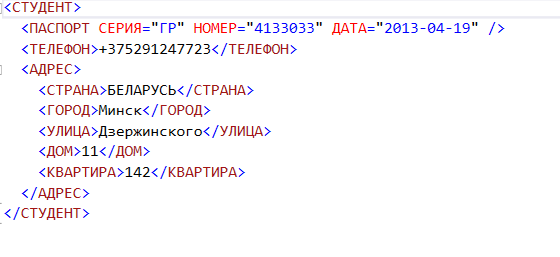 <СТУДЕНТ>
<ПАСПОРТ СЕРИЯ="ГР" НОМЕР="4133033" ДАТА="2013-04-19" />
<ТЕЛЕФОН>+375291247723</ТЕЛЕФОН>
<АДРЕС>
<СТРАНА>БЕЛАРУСЬ</СТРАНА>
<ГОРОД>Минск</ГОРОД>
<УЛИЦА>Дзержинского</УЛИЦА>
<ДОМ>11</ДОМ>
<КВАРТИРА>142</КВАРТИРА>
</АДРЕС>
</СТУДЕНТ>